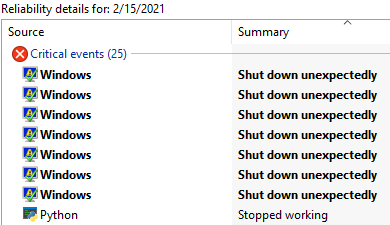 Reliability details for: 2/15/2021
Source Summary
Critical events (25)
Windows Shut down unexpectedly
Windows Shut down unexpectedly
Windows Shut down unexpectedly
Windows Shut down unexpectedly
Windows Shut down unexpectedly
Windows Shut down unexpectedly
Windows Shut down unexpectedly
Python Stopped working